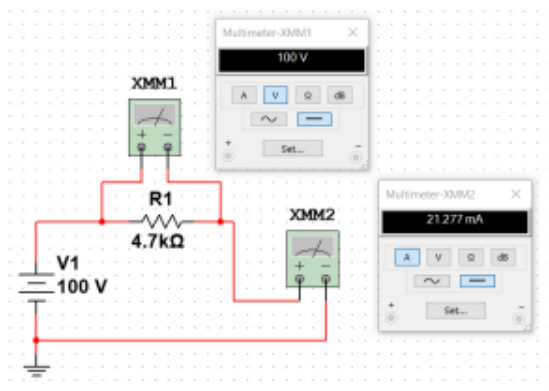 Multimeter-XMM1
100 V
A V Ω dB
Set...
+ −
XMM1
+ −
R1
4.7kΩ
V1
100 V
XMM2
+ −
Multimeter-XMM2
21.277 mA
A V Ω dB
Set...
+ −